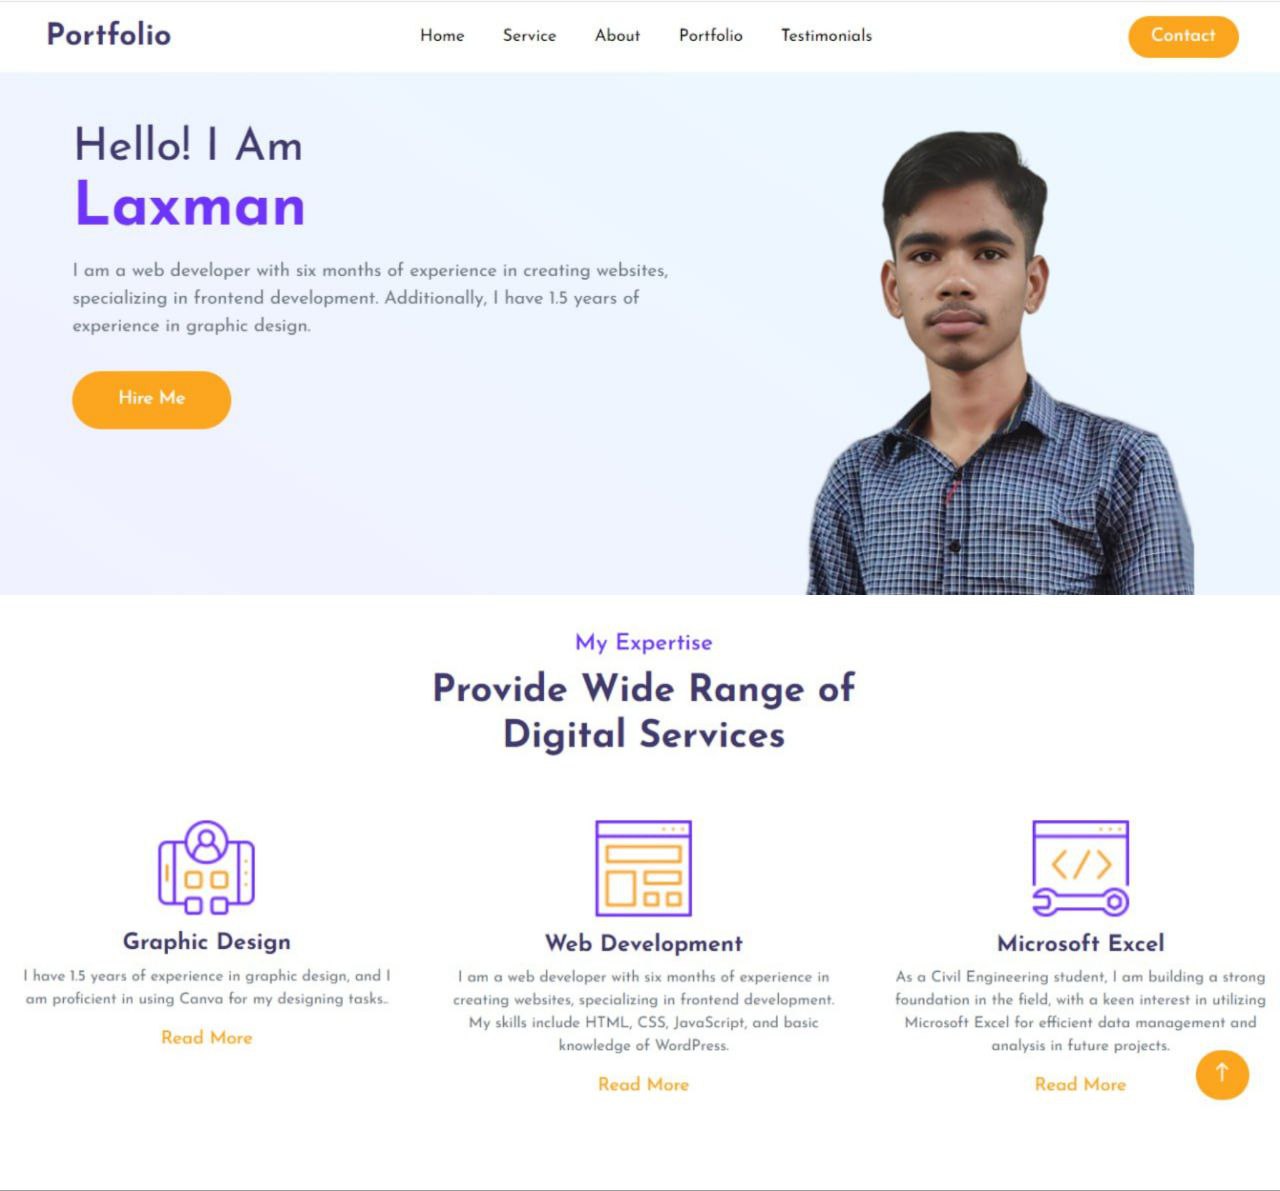 Portfolio
Home Service About Portfolio Testimonials
Contact
Hello! I Am
Laxman
I am a web developer with six months of experience in creating websites,
specializing in frontend development. Additionally, I have 1.5 years of
experience in graphic design.
Hire Me
My Expertise
Provide Wide Range of
Digital Services
Graphic Design
I have 1.5 years of experience in graphic design, and I
am proficient in using Canva for my designing tasks..
Read More
Web Development
I am a web developer with six months of experience in
creating websites, specializing in frontend development.
My skills include HTML, CSS, JavaScript, and basic
knowledge of WordPress.
Read More
Microsoft Excel
As a Civil Engineering student, I am building a strong
foundation in the field, with a keen interest in utilizing
Microsoft Excel for efficient data management and
analysis in future projects.
Read More